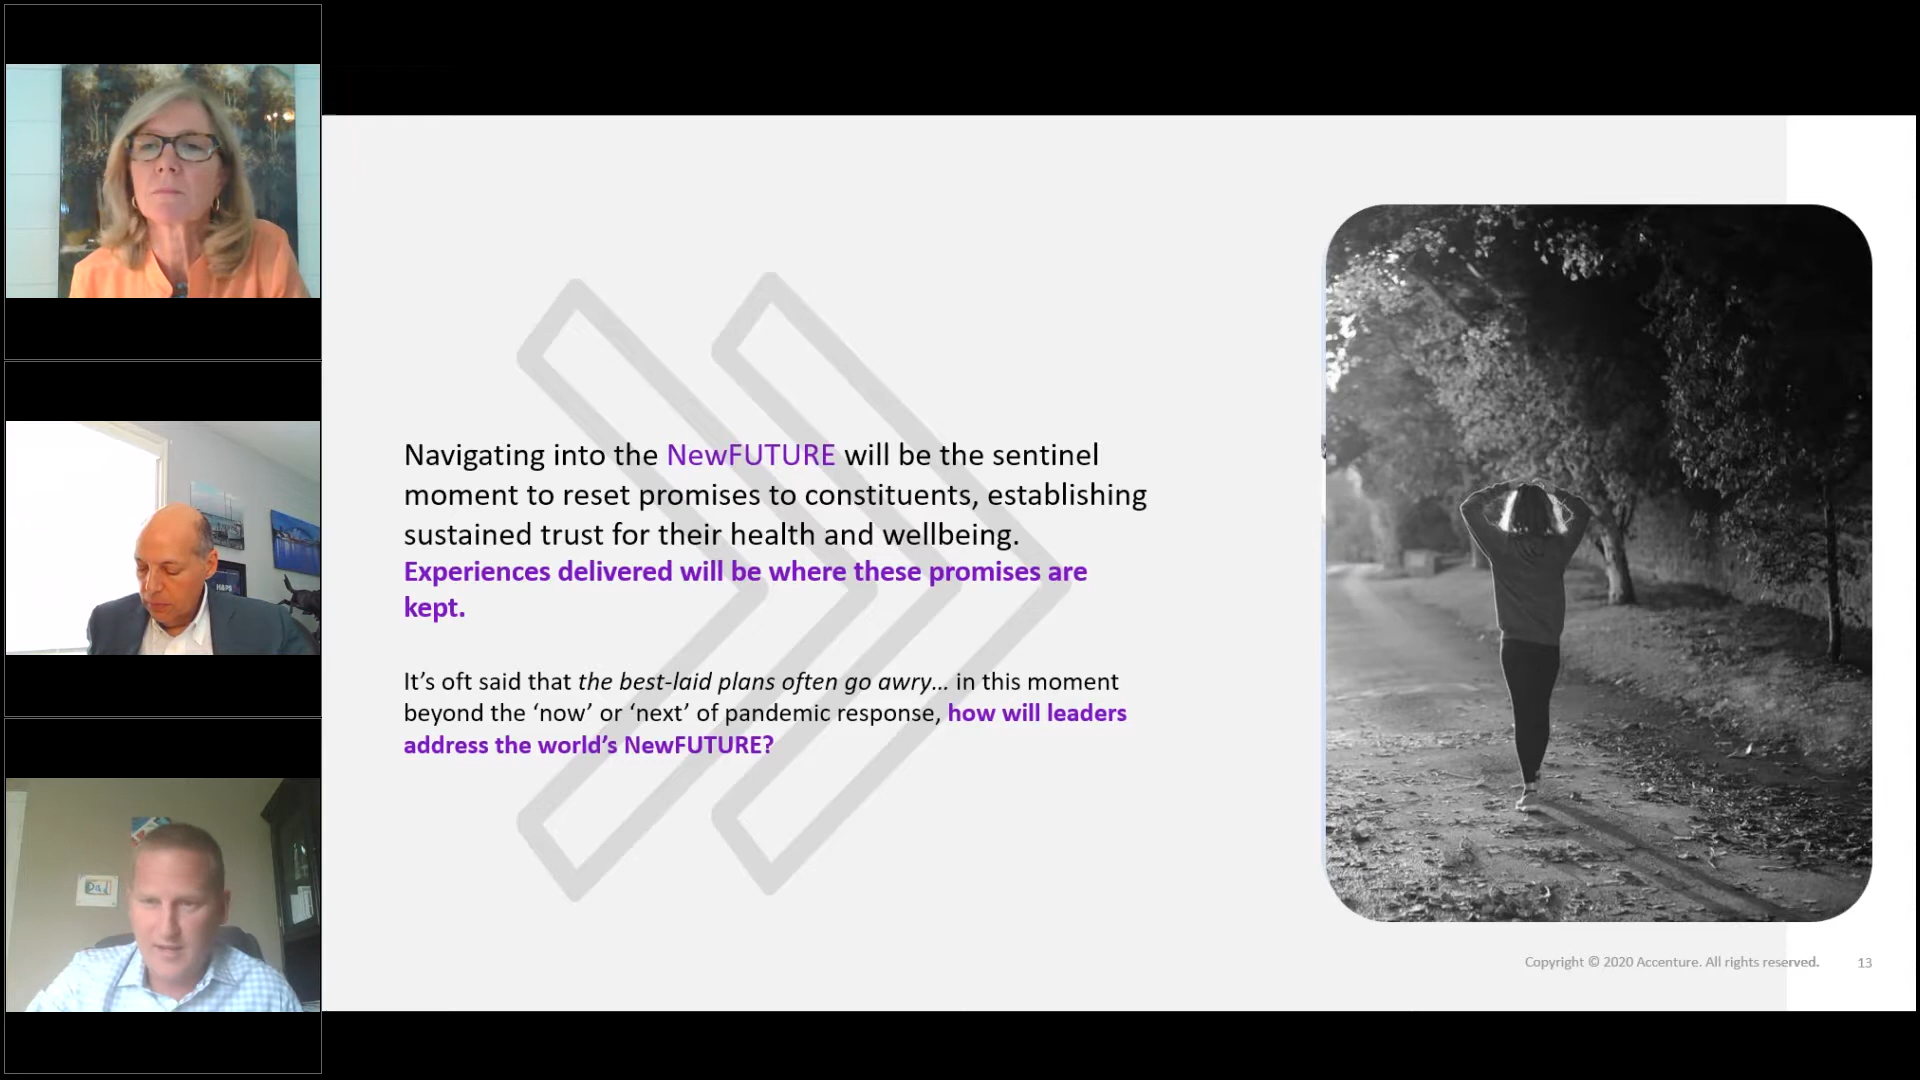 Navigating into the NewFUTURE will be the sentinel
moment to reset promises to constituents, establishing
sustained trust for their health and wellbeing.
Experiences delivered will be where these promises are
kept.
It’s oft said that the best-laid plans often go awry... in this moment
beyond the ‘now’ or ‘next’ of pandemic response, how will leaders
address the world’s NewFUTURE?
Copyright © 2020 Accenture. All rights reserved. 13
Dad